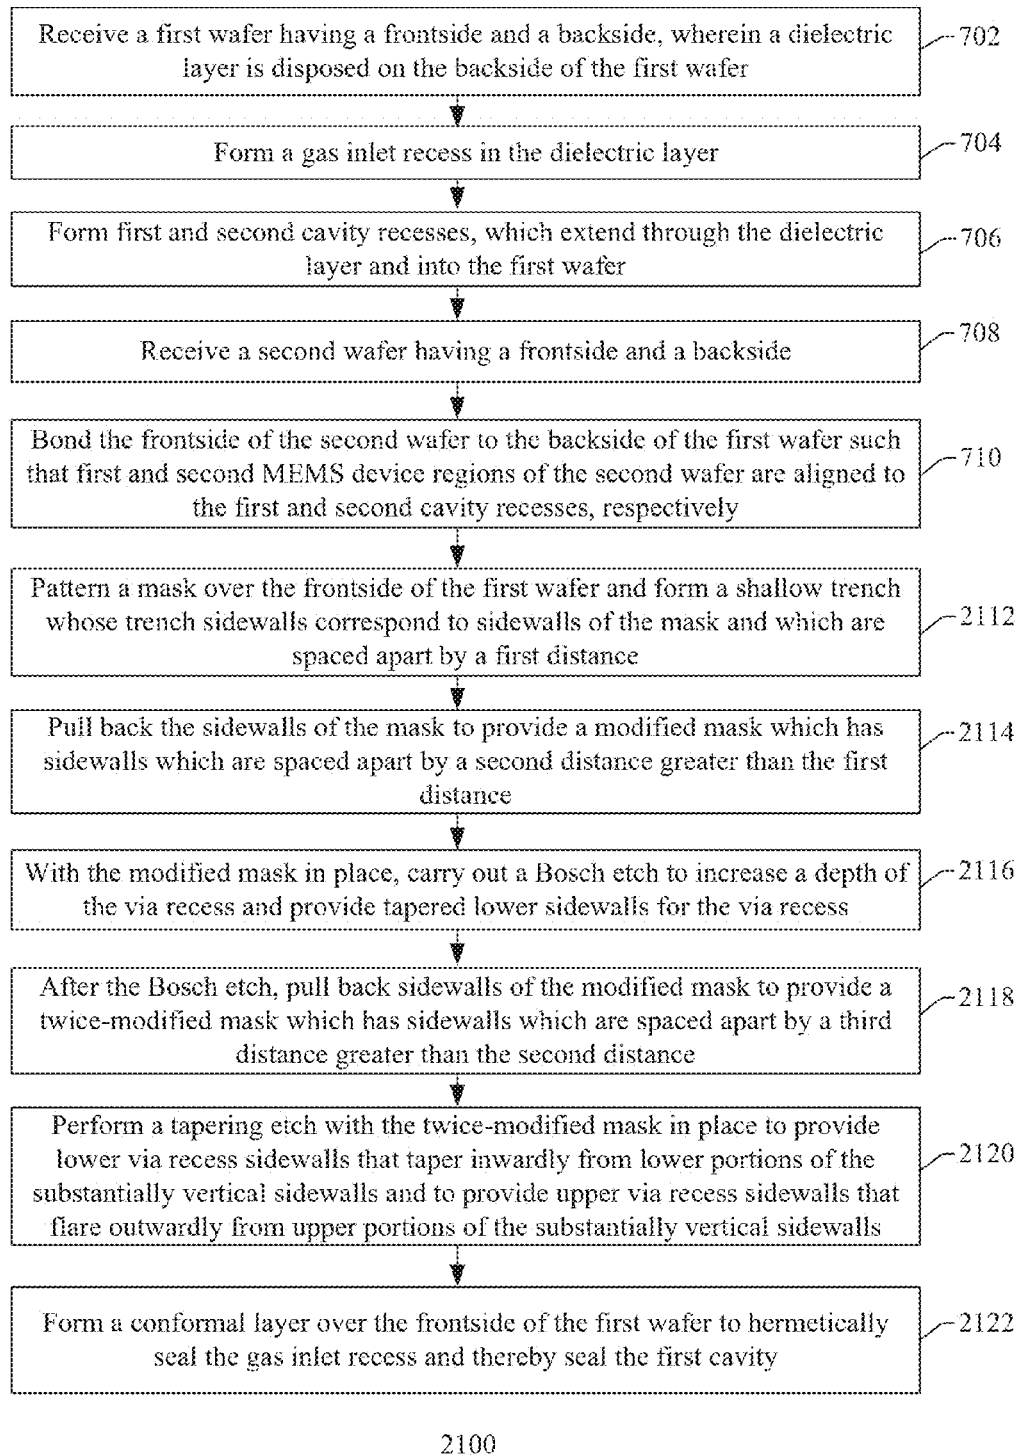 Receive a first wafer having a frontside and a backside, wherein a dielectric
layer is disposed on the backside of the first wafer
702
Form a gas inlet recess in the dielectric layer
704
Form first and second cavity recesses, which extend through the dielectric
layer and into the first wafer
706
Receive a second wafer having a frontside and a backside
708
Bond the frontside of the second wafer to the backside of the first wafer such
that first and second MEMS device regions of the second wafer are aligned to
the first and second cavity recesses, respectively
710
Pattern a mask over the frontside of the first wafer and form a shallow trench
whose trench sidewalls correspond to sidewalls of the mask and which are
spaced apart by a first distance
2112
Pull back the sidewalls of the mask to provide a modified mask which has
sidewalls which are spaced apart by a second distance greater than the first
distance
2114
With the modified mask in place, carry out a Bosch etch to increase a depth of
the via recess and provide tapered lower sidewalls for the via recess
2116
After the Bosch etch, pull back sidewalls of the modified mask to provide a
twice-modified mask which has sidewalls which are spaced apart by a third
distance greater than the second distance
2118
Perform a tapering etch with the twice-modified mask in place to provide
lower via recess sidewalls that taper inwardly from lower portions of the
substantially vertical sidewalls and to provide upper via recess sidewalls that
flare outwardly from upper portions of the substantially vertical sidewalls
2120
Form a conformal layer over the frontside of the first wafer to hermetically
seal the gas inlet recess and thereby seal the first cavity
2122
2100